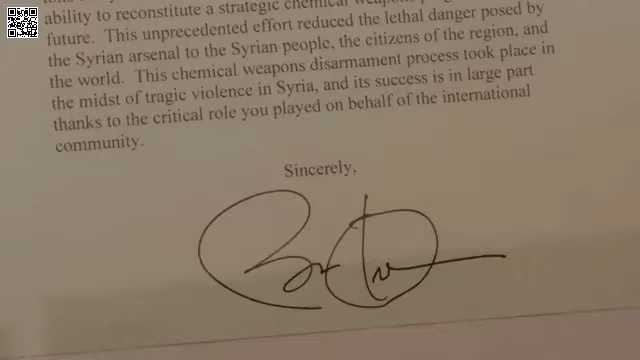 ability to reconstitute a strategic chemical weapons
future. This unprecedented effort reduced the lethal danger posed by
the Syrian arsenal to the Syrian people, the citizens of the region, and
the world. This chemical weapons disarmament process took place in
the midst of tragic violence in Syria, and its success is in large part
thanks to the critical role you played on behalf of the international
community.
Sincerely,